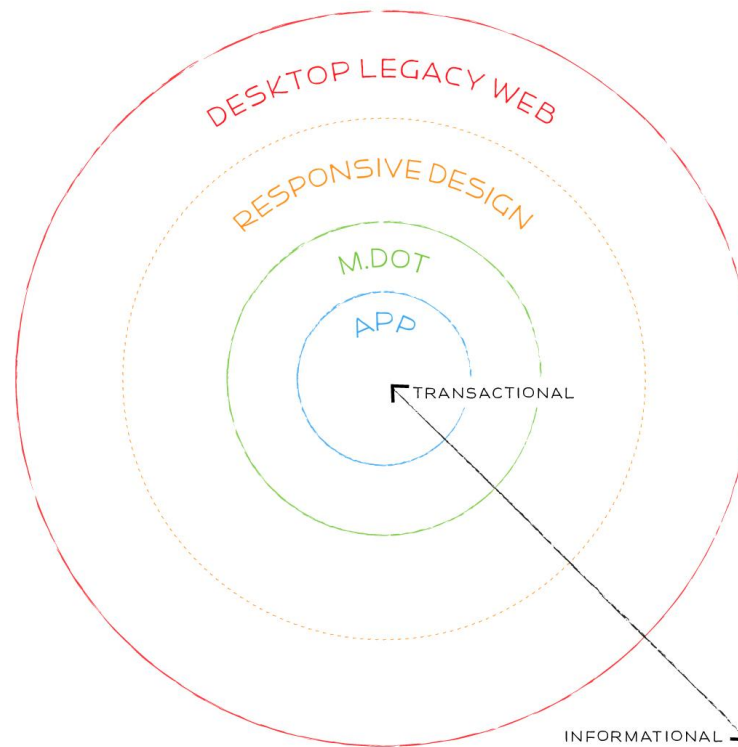 DESKTOP LEGACY WEB
RESPONSIVE DESIGN
M.DOT
APP
TRANSACTIONAL
INFORMATIONAL